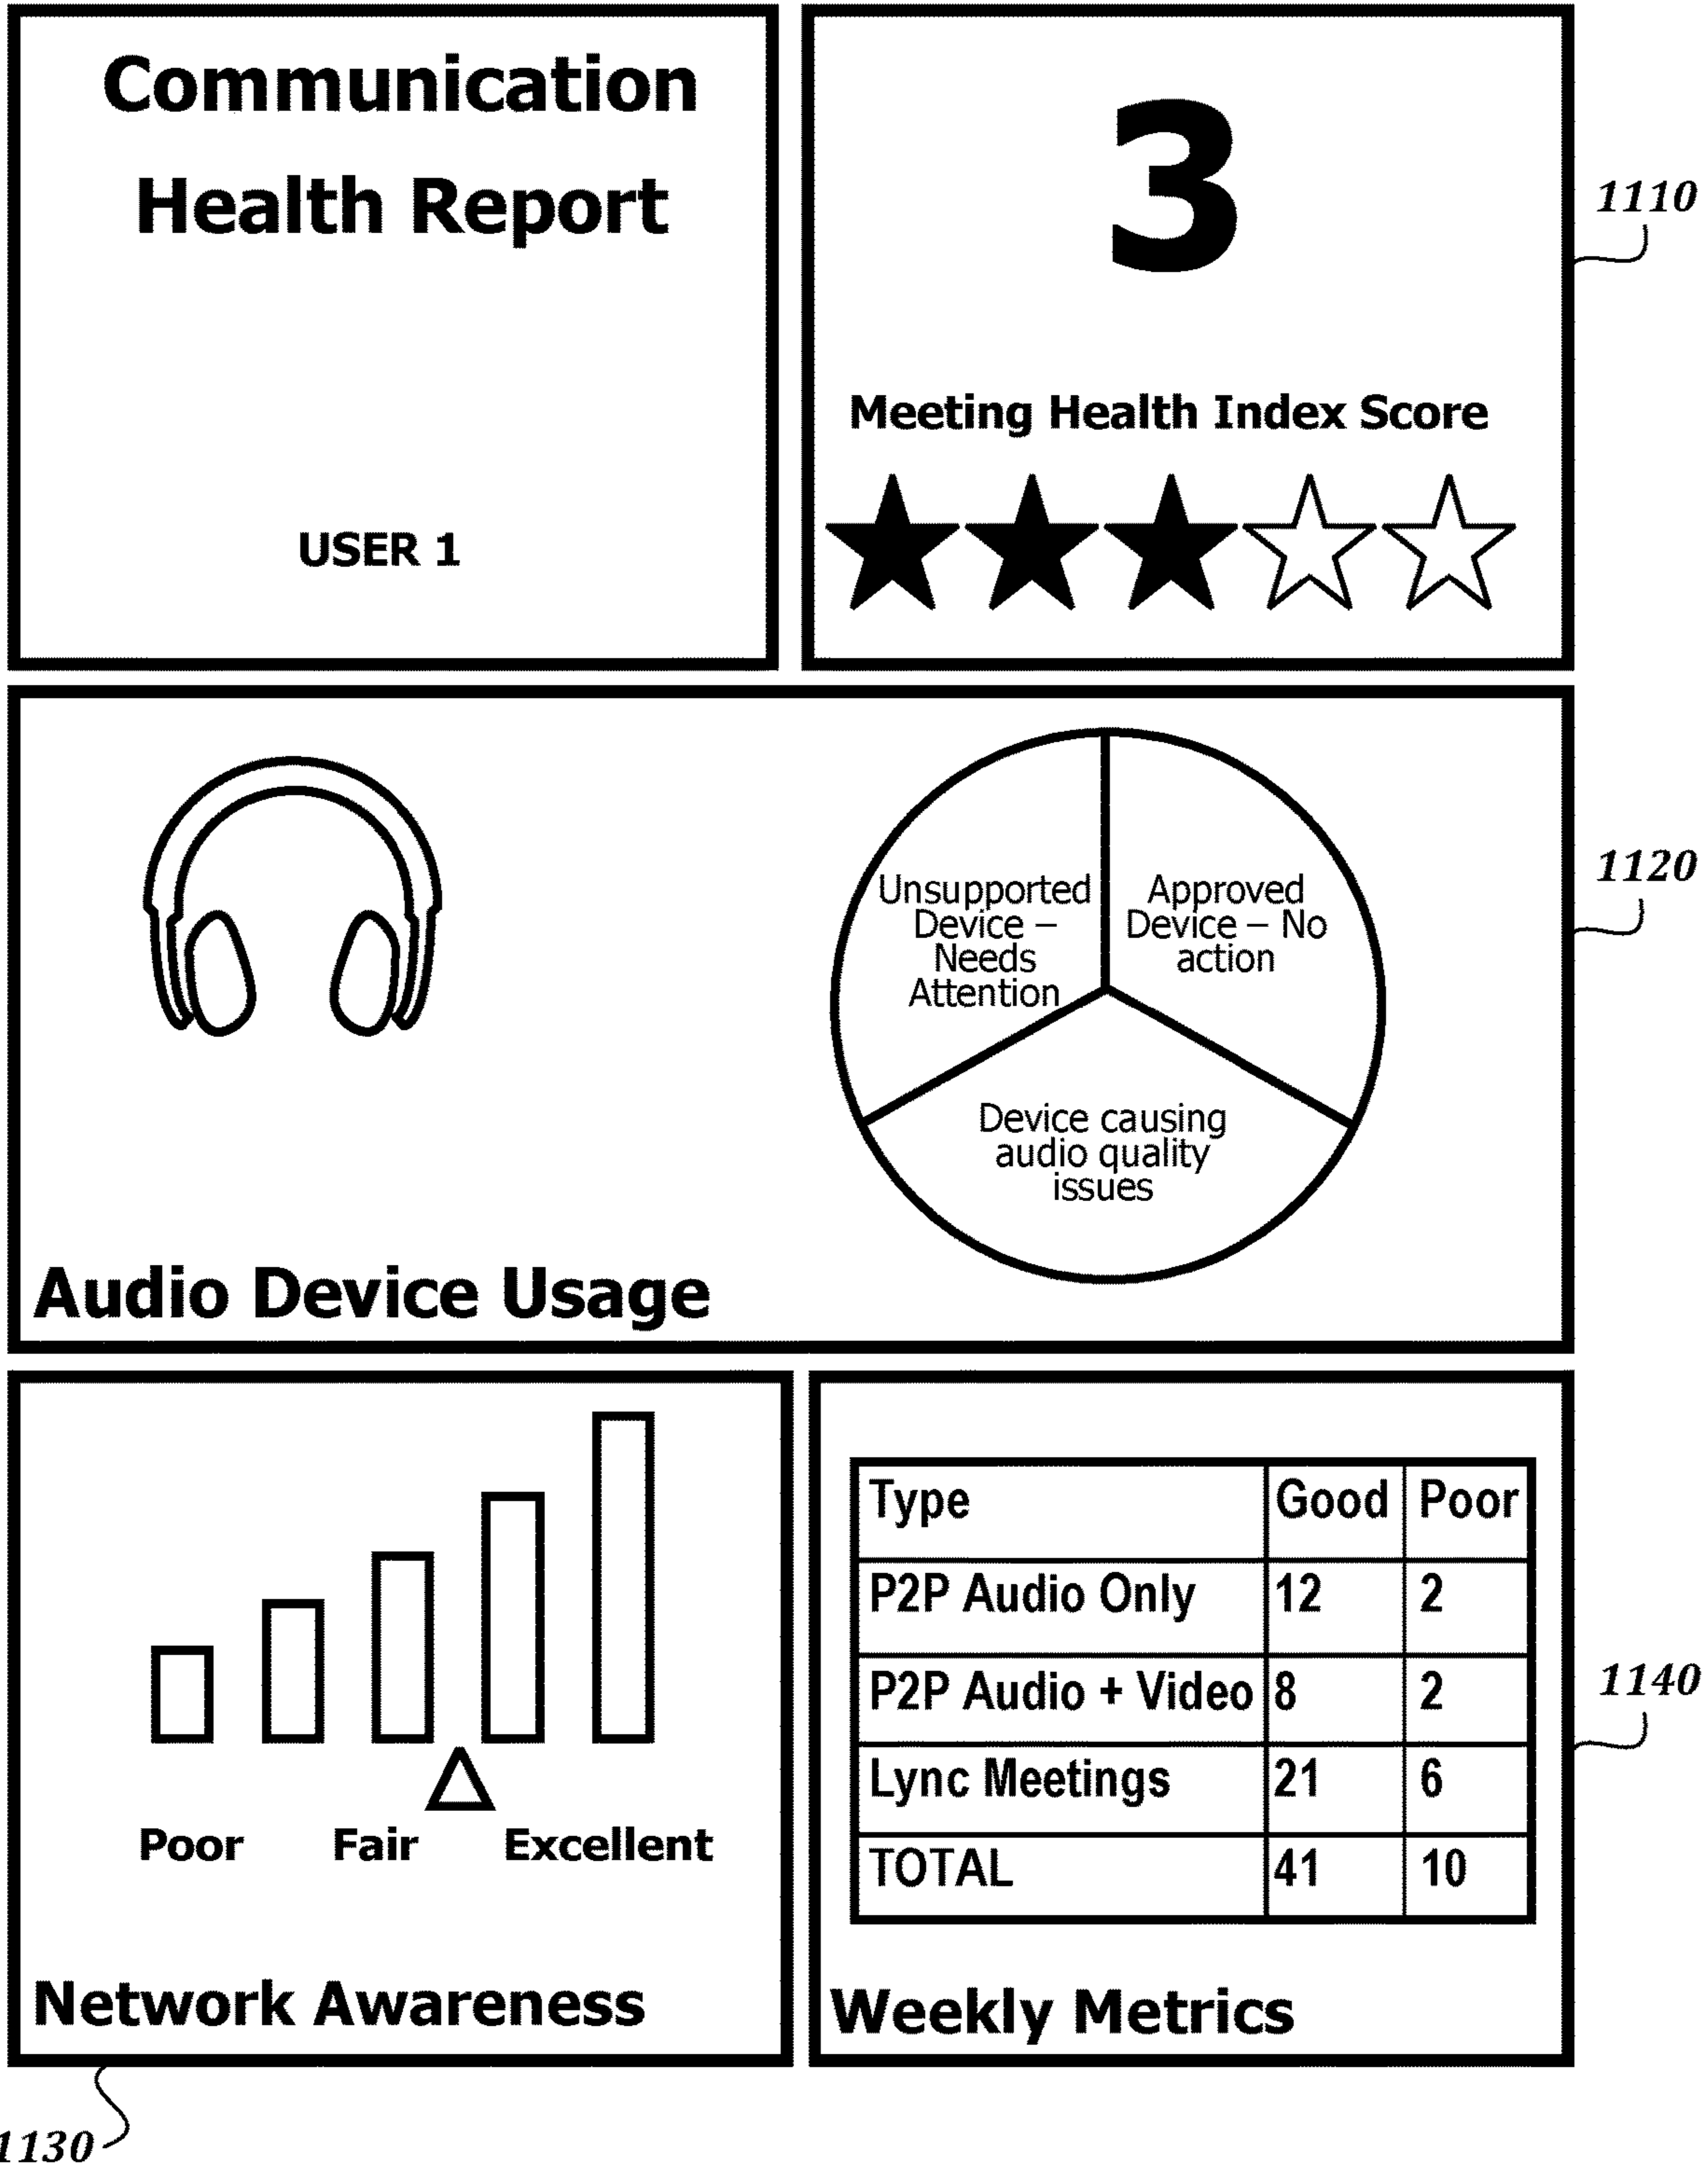 Communication
Health Report
USER 1
3
Meeting Health Index Score
1110
Unsupported
Device –
Needs
Attention
Approved
Device – No
action
Device causing
audio quality
issues
Audio Device Usage
1120
Poor Fair Excellent
Network Awareness
1130
Type Good Poor
P2P Audio Only 12 2
P2P Audio + Video 8 2
Lync Meetings 21 6
TOTAL 41 10
Weekly Metrics
1140